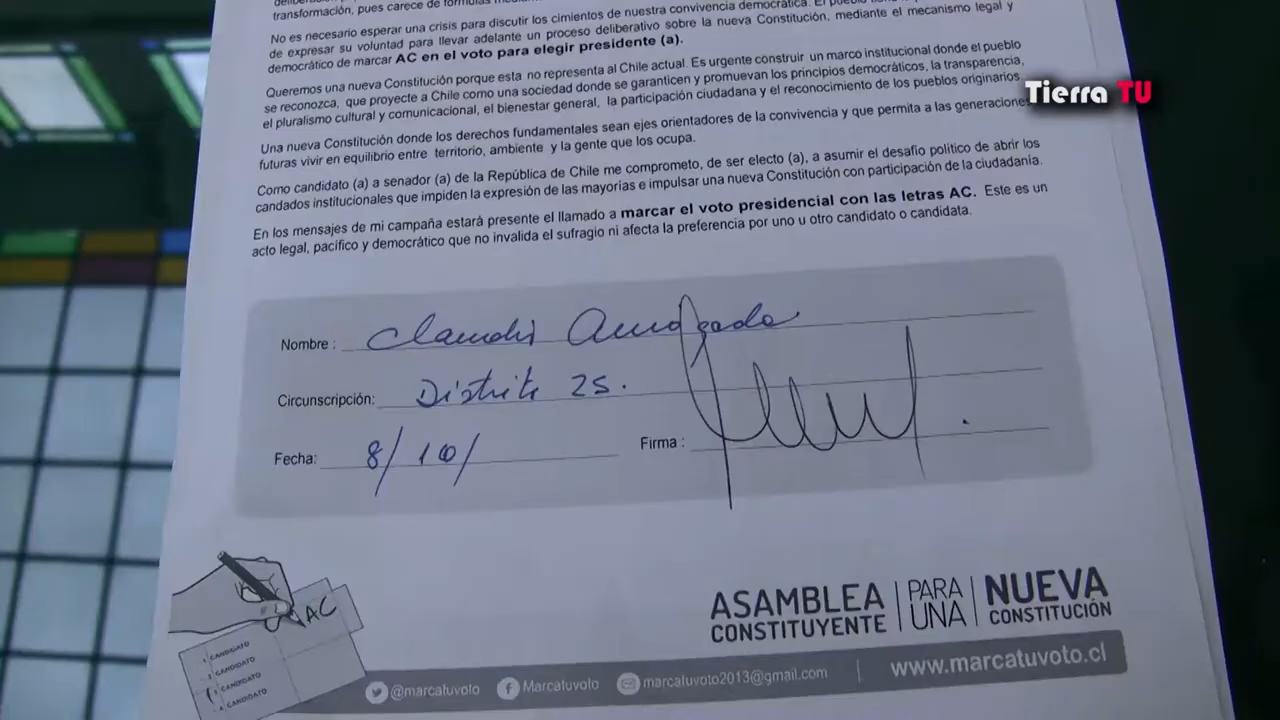 transformación, pues carece de fórmulas
No es necesario esperar una crisis para discutir los cimientos de nuestra convivencia democrática. El pueblo
de expresar su voluntad para llevar adelante un proceso deliberativo sobre la nueva Constitución, mediante el mecanismo legal y
democrático de marcar AC en el voto para elegir presidente (a).
Queremos una nueva Constitución porque esta no representa al Chile actual. Es urgente construir un marco institucional donde el pueblo
se reconozca, que proyecte a Chile como una sociedad donde se garanticen y promuevan los principios democráticos, la transparencia,
el pluralismo cultural y comunicacional, el bienestar general, la participación ciudadana y el reconocimiento de los pueblos originarios
Tierra TU
Una nueva Constitución donde los derechos fundamentales sean ejes orientadores de la convivencia y que permita a las generaciones
futuras vivir en equilibrio entre territorio, ambiente y la gente que los ocupa.
Como candidato (a) a senador (a) de la República de Chile me comprometo, de ser electo (a), a asumir el desafío político de abrir los
candados institucionales que impiden la expresión de las mayorías e impulsar una nueva Constitución con participación de la ciudadanía.
En los mensajes de mi campaña estará presente el llamado a marcar el voto presidencial con las letras AC. Este es un
acto legal, pacífico y democrático que no invalida el sufragio ni afecta la preferencia por uno u otro candidato o candidata.
Nombre :
Circunscripción: Distrito 25.
Fecha: 8/10/
Firma :
AC
CANDIDATO
CANDIDATO
CANDIDATO
CANDIDATO
ASAMBLEA CONSTITUYENTE | PARA UNA | NUEVA CONSTITUCIÓN
@marcatuvoto Marcatuvoto marcatuvoto2013@gmail.com | www.marcatuvoto.cl